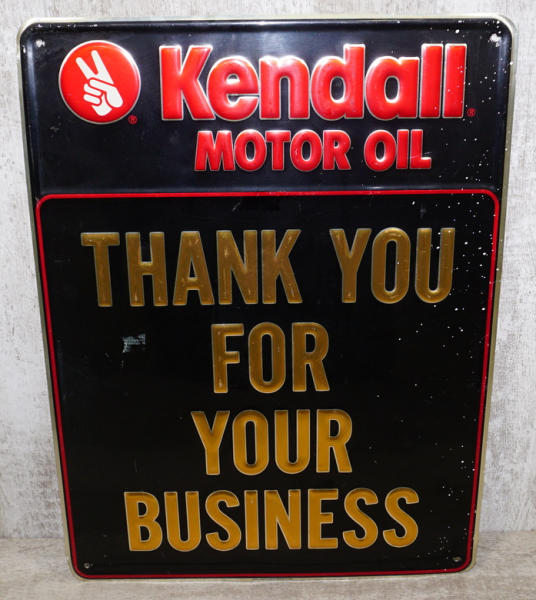 ® Kendall®
MOTOR OIL
THANK YOU
FOR
YOUR
BUSINESS